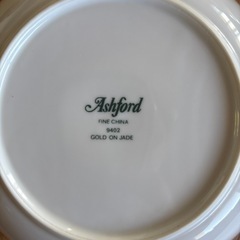 Ashford
FINE CHINA
9402
GOLD ON JADE